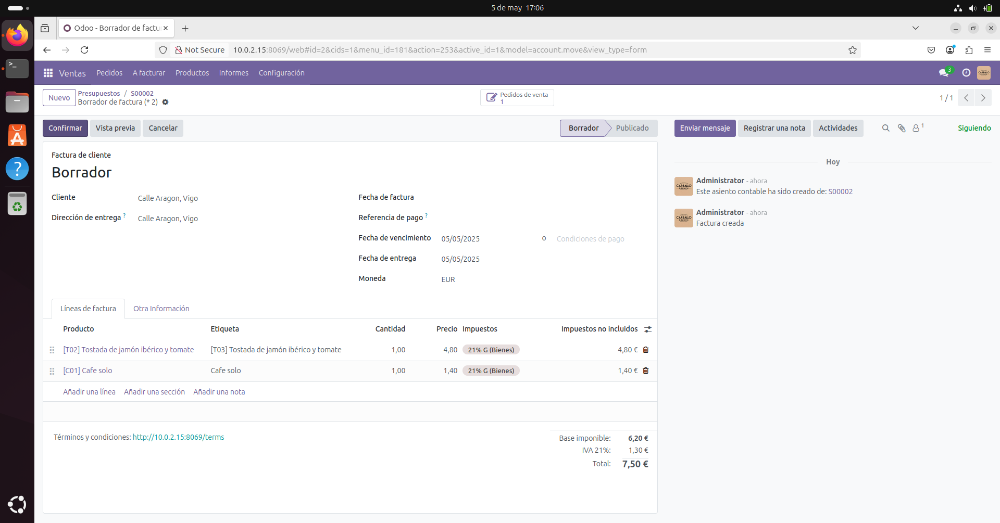 5 de may 17:06
Odoo - Borrador de factu
Not Secure 10.0.2.15:8069/web#id=2&cids=1&menu_id=181&action=253&active_id=1&model=account.move&view_type=form
Ventas Pedidos A facturar Productos Informes Configuración 3
Nuevo Presupuestos / S00002
Borrador de factura (* 2)
Pedidos de venta
1
1 / 1
Confirmar Vista previa Cancelar Borrador Publicado Enviar mensaje Registrar una nota Actividades 1 Siguiendo
Factura de cliente
Borrador
Cliente Calle Aragon, Vigo
Dirección de entrega ? Calle Aragon, Vigo
Fecha de factura
Referencia de pago ?
Fecha de vencimiento 05/05/2025 o Condiciones de pago
Fecha de entrega 05/05/2025
Moneda EUR
Hoy
CARBALLO BRUNCH
Administrator - ahora
Este asiento contable ha sido creado de: S00002
CARBALLO BRUNCH
Administrator - ahora
Factura creada
Líneas de factura Otra Información
Producto Etiqueta Cantidad Precio Impuestos Impuestos no incluidos
[T02] Tostada de jamón ibérico y tomate [T03] Tostada de jamón ibérico y tomate 1,00 4,80 21% G (Bienes) 4,80 €
[C01] Cafe solo Cafe solo 1,00 1,40 21% G (Bienes) 1,40 €
Añadir una línea Añadir una sección Añadir una nota
Términos y condiciones: http://10.0.2.15:8069/terms
Base imponible: 6,20 €
IVA 21%: 1,30 €
Total: 7,50 €